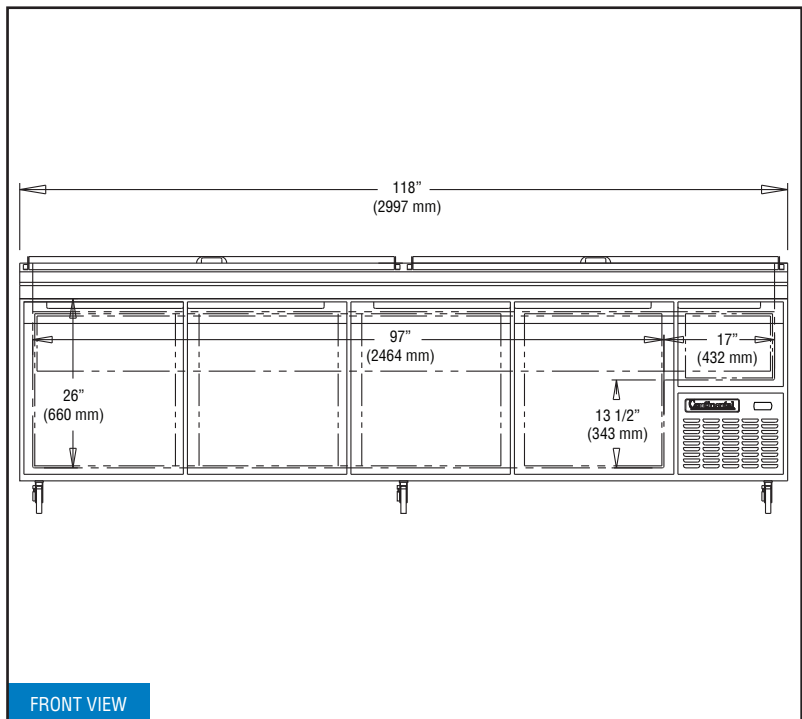 118”
(2997 mm)
97”
(2464 mm)
17”
(432 mm)
26”
(660 mm)
13 1/2”
(343 mm)
Continental
FRONT VIEW